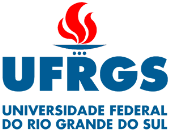 UFRGS
UNIVERSIDADE FEDERAL
DO RIO GRANDE DO SUL